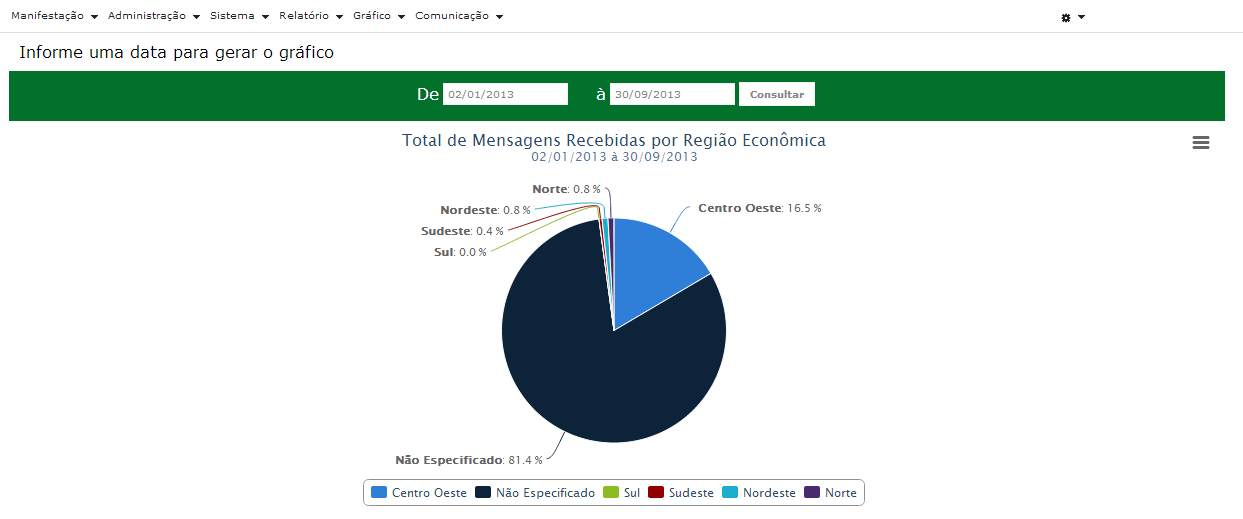 Manifestação Administração Sistema Relatório Gráfico Comunicação
Informe uma data para gerar o gráfico
De 02/01/2013 à 30/09/2013 Consultar
Total de Mensagens Recebidas por Região Econômica
02/01/2013 à 30/09/2013
Norte: 0.8 %
Nordeste: 0.8 %
Centro Oeste: 16.5 %
Sudeste: 0.4 %
Sul: 0.0 %
Não Especificado: 81.4 %
Centro Oeste Não Especificado Sul Sudeste Nordeste Norte